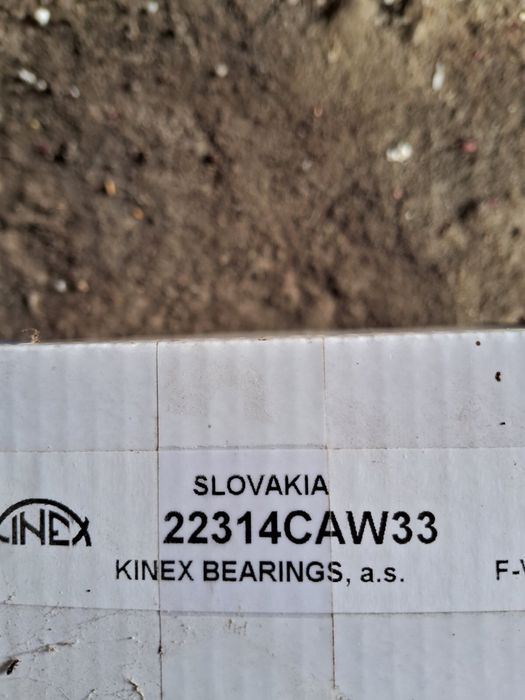 SLOVAKIA
KINEX
22314CAW33
KINEX BEARINGS, a.s.